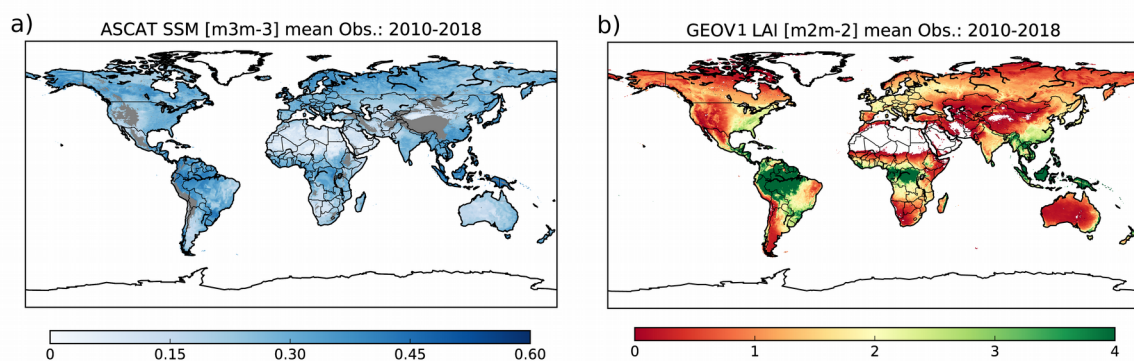 a)
ASCAT SSM [m3m-3] mean Obs.: 2010-2018
0 0.15 0.30 0.45 0.60
b)
GEOV1 LAI [m2m-2] mean Obs.: 2010-2018
0 1 2 3 4